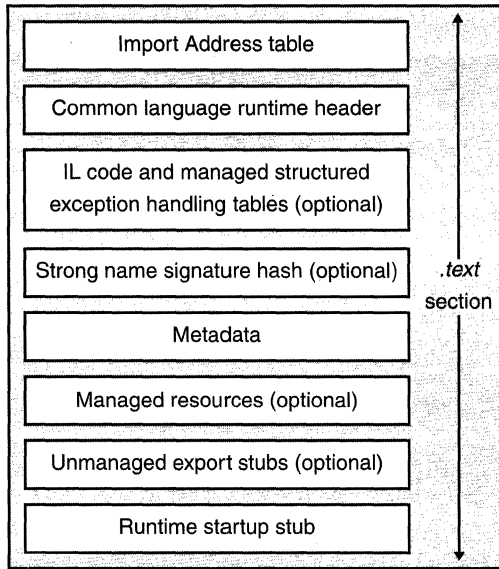 Import Address table
Common language runtime header
IL code and managed structured
exception handling tables (optional)
Strong name signature hash (optional)
.text
section
Metadata
Managed resources (optional)
Unmanaged export stubs (optional)
Runtime startup stub